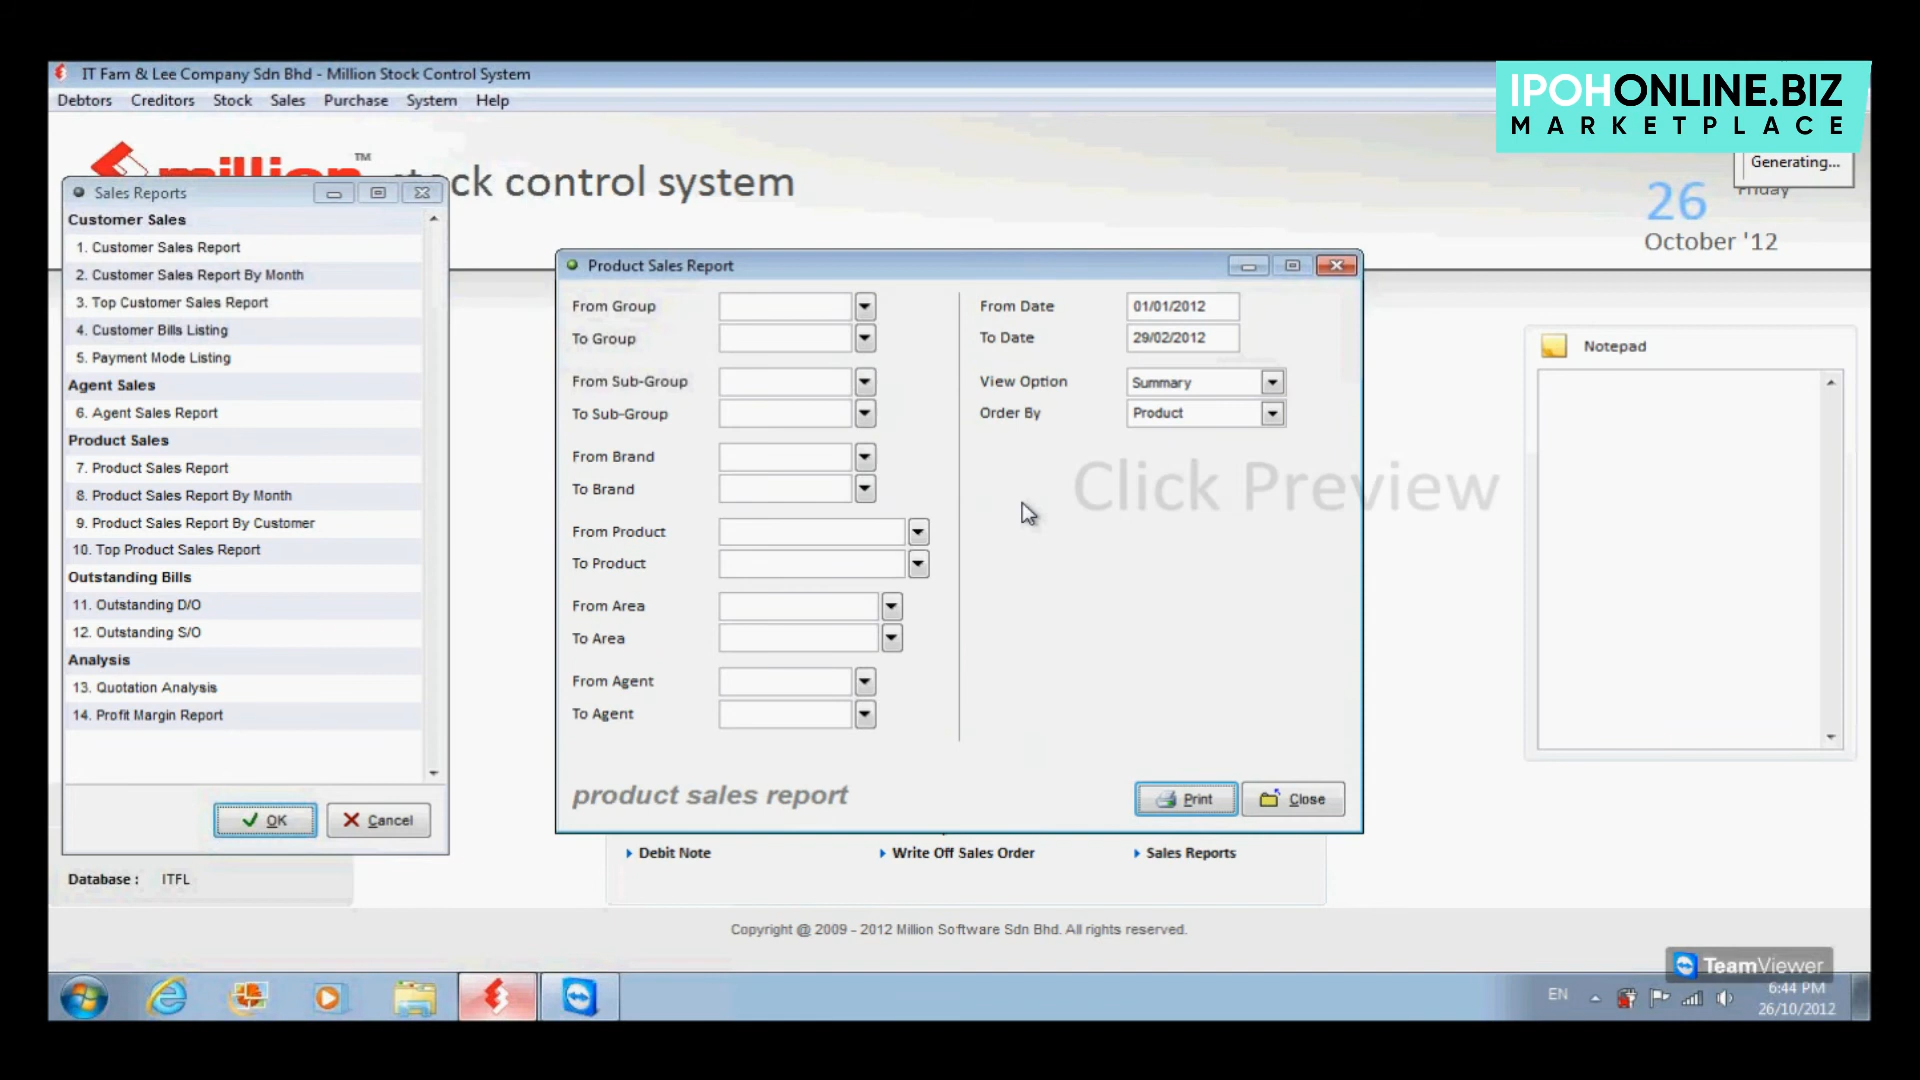 IPOHONLINE.BIZ
MARKETPLACE
IT Fam & Lee Company Sdn Bhd - Million Stock Control System
Debtors Creditors Stock Sales Purchase System Help
Generating...
million™ stock control system
26 Friday
October '12
Sales Reports
Customer Sales
1. Customer Sales Report
2. Customer Sales Report By Month
3. Top Customer Sales Report
4. Customer Bills Listing
5. Payment Mode Listing
Agent Sales
6. Agent Sales Report
Product Sales
7. Product Sales Report
8. Product Sales Report By Month
9. Product Sales Report By Customer
10. Top Product Sales Report
Outstanding Bills
11. Outstanding D/O
12. Outstanding S/O
Analysis
13. Quotation Analysis
14. Profit Margin Report
OK Cancel
Database : ITFL
Product Sales Report
From Group
To Group
From Sub-Group
To Sub-Group
From Brand
To Brand
From Product
To Product
From Area
To Area
From Agent
To Agent
From Date 01/01/2012
To Date 29/02/2012
View Option Summary
Order By Product
Click Preview
product sales report
Print Close
Notepad
Debit Note Write Off Sales Order Sales Reports
Copyright @ 2009 - 2012 Million Software Sdn Bhd. All rights reserved.
TeamViewer
EN 6:44 PM
26/10/2012